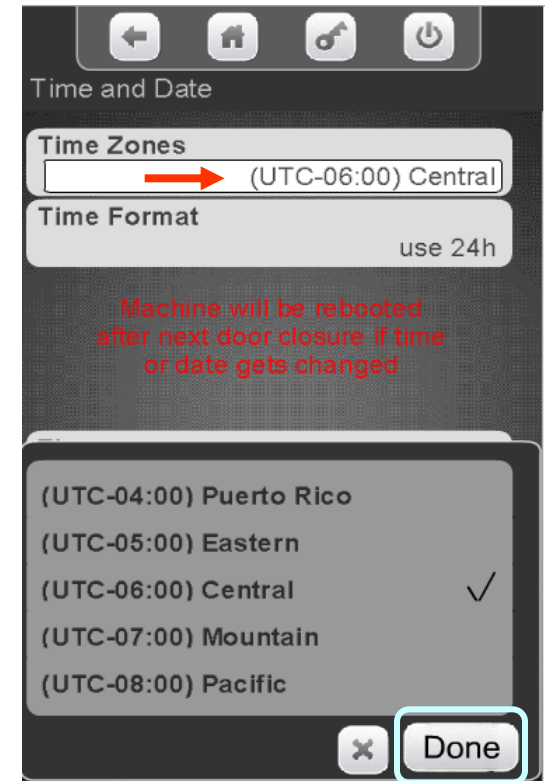 Time and Date
Time Zones
(UTC-06:00) Central
Time Format
use 24h
Machine will be rebooted
after next door closure if time
or date gets changed
(UTC-04:00) Puerto Rico
(UTC-05:00) Eastern
(UTC-06:00) Central
(UTC-07:00) Mountain
(UTC-08:00) Pacific
Done